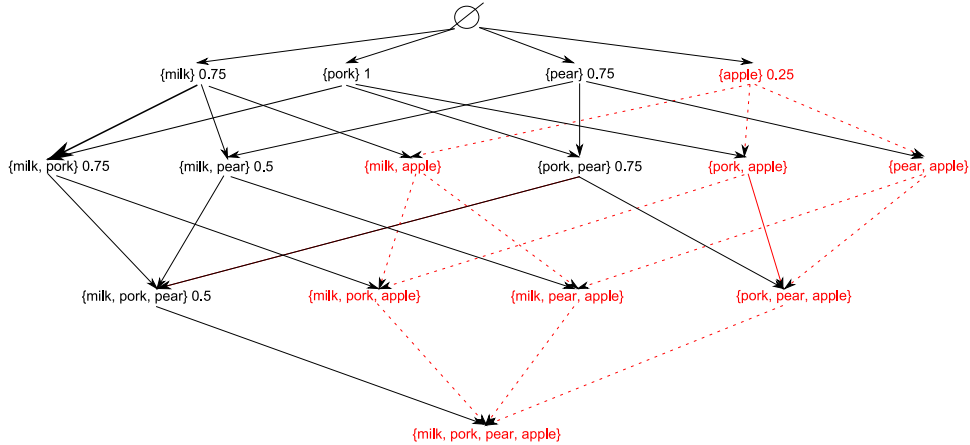 ∅
{milk} 0.75 {pork} 1 {pear} 0.75 {apple} 0.25
{milk, pork} 0.75 {milk, pear} 0.5 {milk, apple} {pork, pear} 0.75 {pork, apple} {pear, apple}
{milk, pork, pear} 0.5 {milk, pork, apple} {milk, pear, apple} {pork, pear, apple}
{milk, pork, pear, apple}